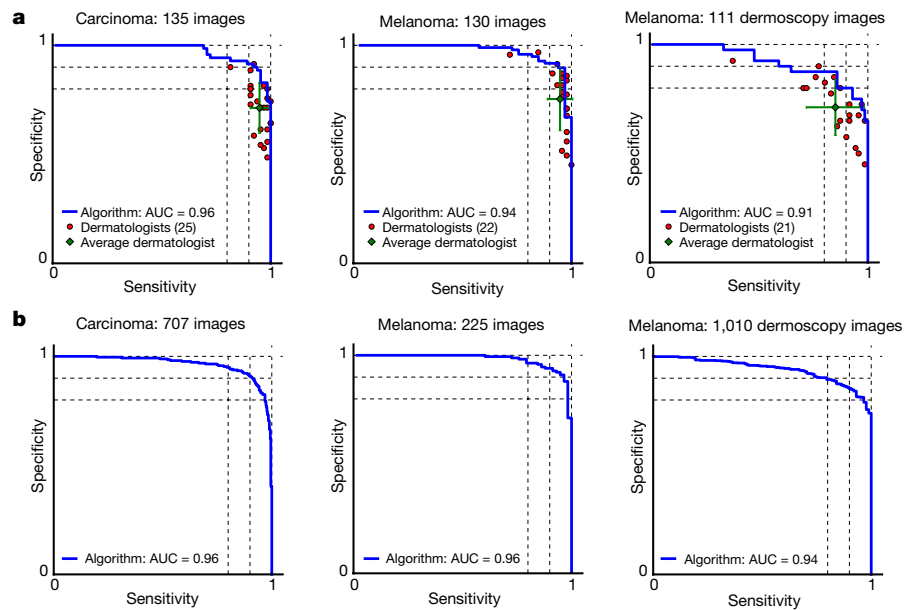 a
Carcinoma: 135 images
1
Specificity
Algorithm: AUC = 0.96
Dermatologists (25)
Average dermatologist
0
0
1
Sensitivity
Melanoma: 130 images
1
Specificity
Algorithm: AUC = 0.94
Dermatologists (22)
Average dermatologist
0
0
1
Sensitivity
Melanoma: 111 dermoscopy images
1
Specificity
Algorithm: AUC = 0.91
Dermatologists (21)
Average dermatologist
0
0
1
Sensitivity
b
Carcinoma: 707 images
1
Specificity
Algorithm: AUC = 0.96
0
0
1
Sensitivity
Melanoma: 225 images
1
Specificity
Algorithm: AUC = 0.96
0
0
1
Sensitivity
Melanoma: 1,010 dermoscopy images
1
Specificity
Algorithm: AUC = 0.94
0
0
1
Sensitivity